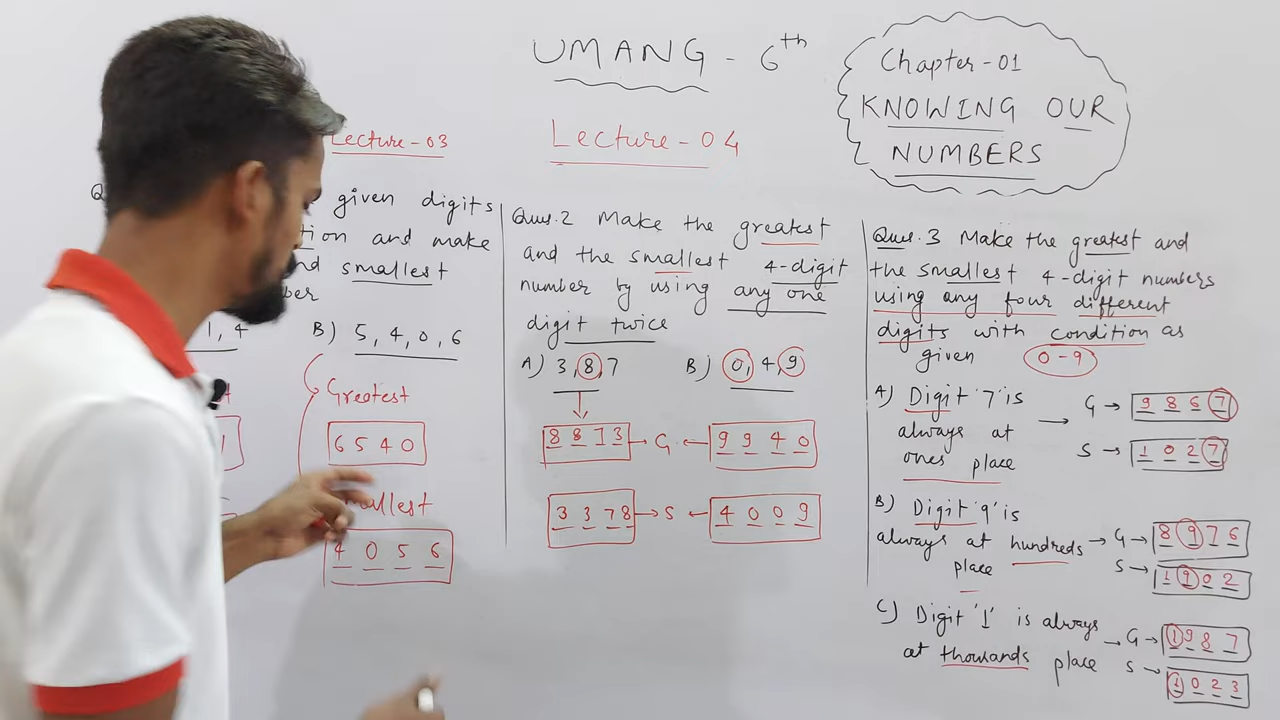 UMANG - 6th
Chapter - 01
KNOWING OUR
NUMBERS
Lecture - 03
Lecture - 04
given digits
tion and make
nd smallest
ber
1, 4
B) 5, 4, 0, 6
Greatest
6 5 4 0
mallest
4 0 5 6
Ques. 2 Make the greatest
and the smallest 4-digit
number by using any one
digit twice
A) 3, 8, 7
B) 0, 4, 9
8 8 7 3 → G ← 9 9 4 0
3 3 7 8 → S ← 4 0 0 9
Ques. 3 Make the greatest and
the smallest 4-digit numbers
using any four different
digits with condition as
given 0-9
A) Digit '7' is
always at
ones place
→ G → 9 8 6 7
S → 1 0 2 7
B) Digit '9' is
always at hundreds → G → 8 9 7 6
place S → 1 9 0 2
C) Digit '1' is always
at thousands place
→ G → 1 9 8 7
S → 1 0 2 3